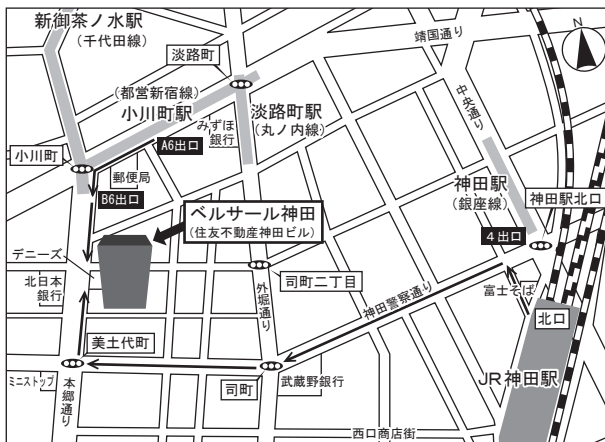 新御茶ノ水駅
(千代田線)
淡路町
靖国通り
N
(都営新宿線)
小川町駅
みずほ
銀行
淡路町駅
(丸ノ内線)
中央通り
小川町
A6出口
郵便局
B6出口
神田駅
(銀座線)
神田駅北口
ベルサール神田
(住友不動産神田ビル)
4出口
デニーズ
北日本
銀行
外堀通り
司町二丁目
神田警察通り
富士そば
北口
美土代町
JR神田駅
ミニストップ
本郷通り
司町
武蔵野銀行
西口商店街